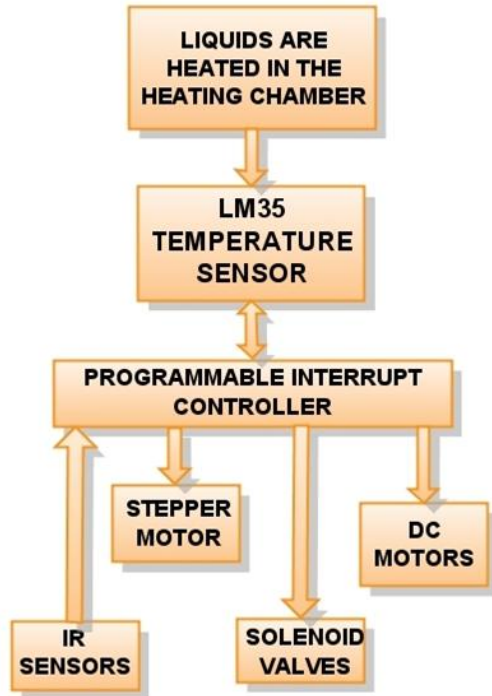 LIQUIDS ARE
HEATED IN THE
HEATING CHAMBER
LM35
TEMPERATURE
SENSOR
PROGRAMMABLE INTERRUPT
CONTROLLER
STEPPER
MOTOR
DC
MOTORS
IR
SENSORS
SOLENOID
VALVES